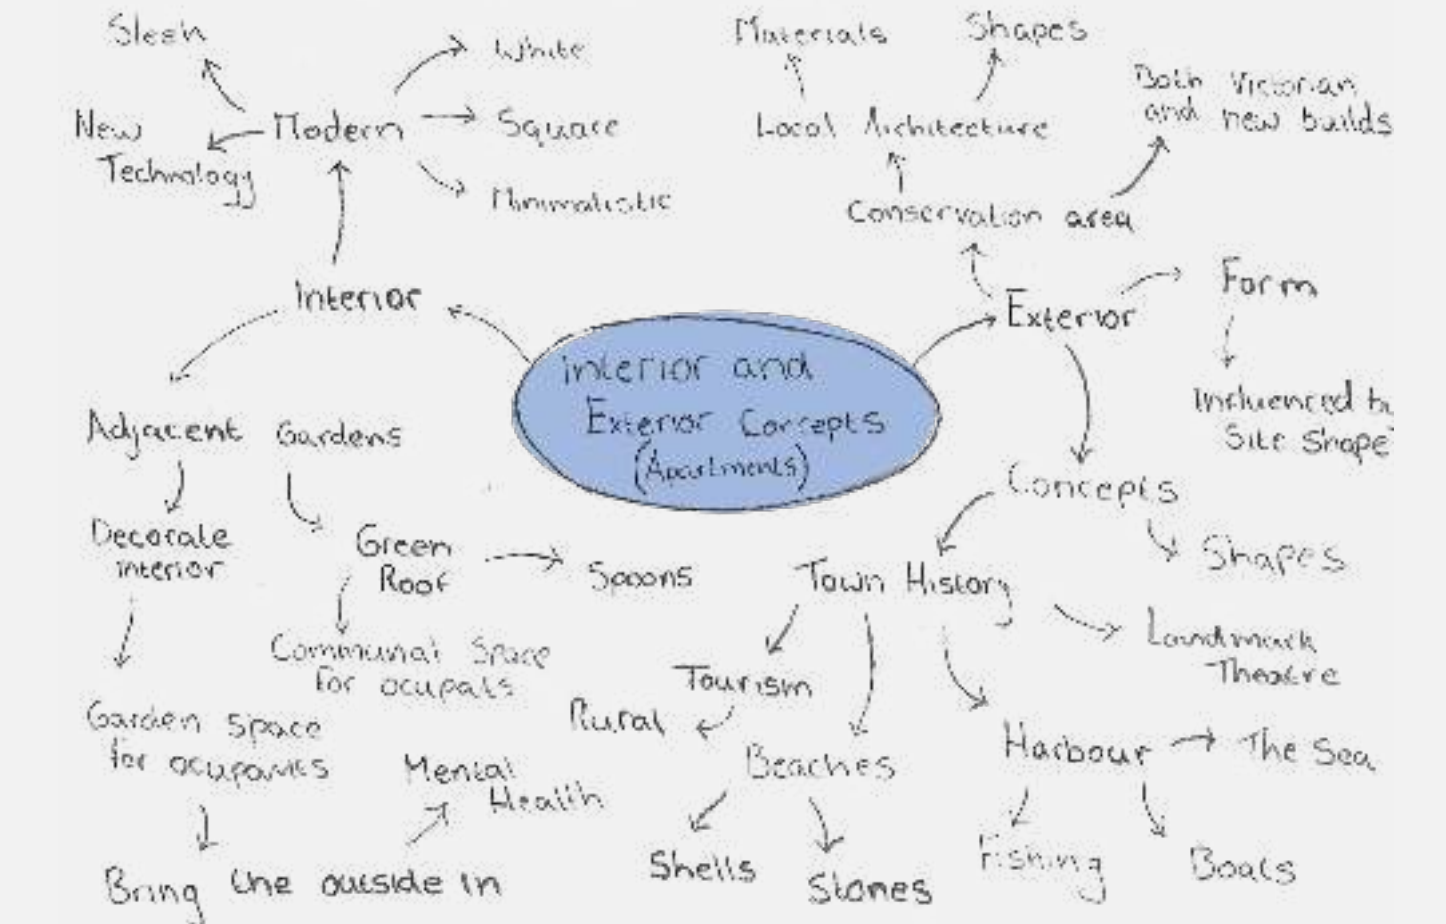 Sleek
White
Materials
Shapes
Both Victorian
and new builds
New
Technology
Modern
Square
Local Architecture
Minimalistic
Conservation area
Interior
Exterior
Form
Influenced by
Site Shape
interior and
Exterior Concepts
(Apartments)
Adjacent Gardens
Concepts
Decorate
interior
Green
Roof
Spoons
Town History
Shapes
Communal Space
for ocupats
Landmark
Theatre
Tourism
Rural
Garden space
for ocupants
Mental
Health
Beaches
Harbour
The Sea
Bring the outside in
Shells
Stones
Fishing
Boats